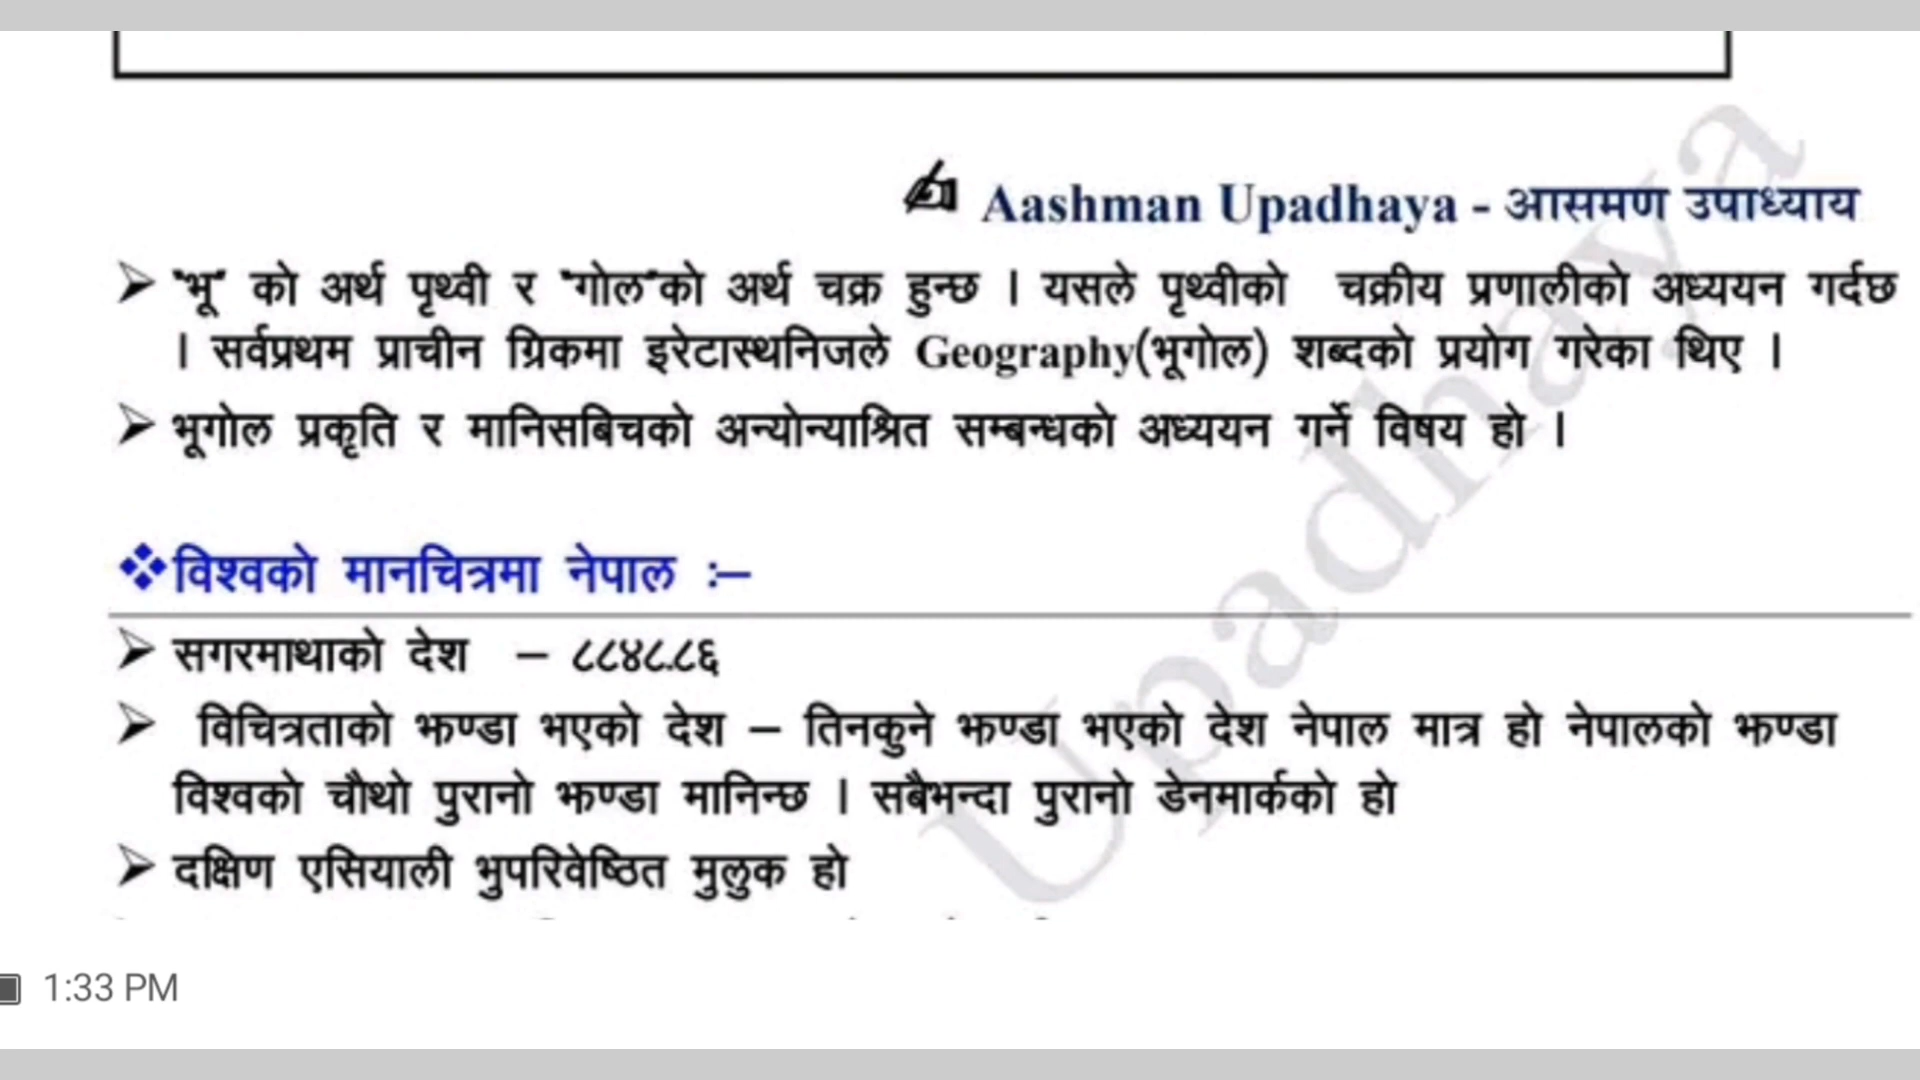 ✍ Aashman Upadhaya - आसमण उपाध्याय
➢ "भू" को अर्थ पृथ्वी र "गोल"को अर्थ चक्र हुन्छ । यसले पृथ्वीको चक्रीय प्रणालीको अध्ययन गर्दछ
। सर्वप्रथम प्राचीन ग्रिकमा इरेटास्थनिजले Geography(भूगोल) शब्दको प्रयोग गरेका थिए ।
➢ भूगोल प्रकृति र मानिसबिचको अन्योन्याश्रित सम्बन्धको अध्ययन गर्ने विषय हो ।
❖विश्वको मानचित्रमा नेपाल :–
➢ सगरमाथाको देश – ८८४८.८६
➢ विचित्रताको झण्डा भएको देश – तिनकुने झण्डा भएको देश नेपाल मात्र हो नेपालको झण्डा
विश्वको चौथो पुरानो झण्डा मानिन्छ । सबैभन्दा पुरानो डेनमार्कको हो
➢ दक्षिण एसियाली भुपरिवेष्ठित मुलुक हो
Upadhaya
1:33 PM